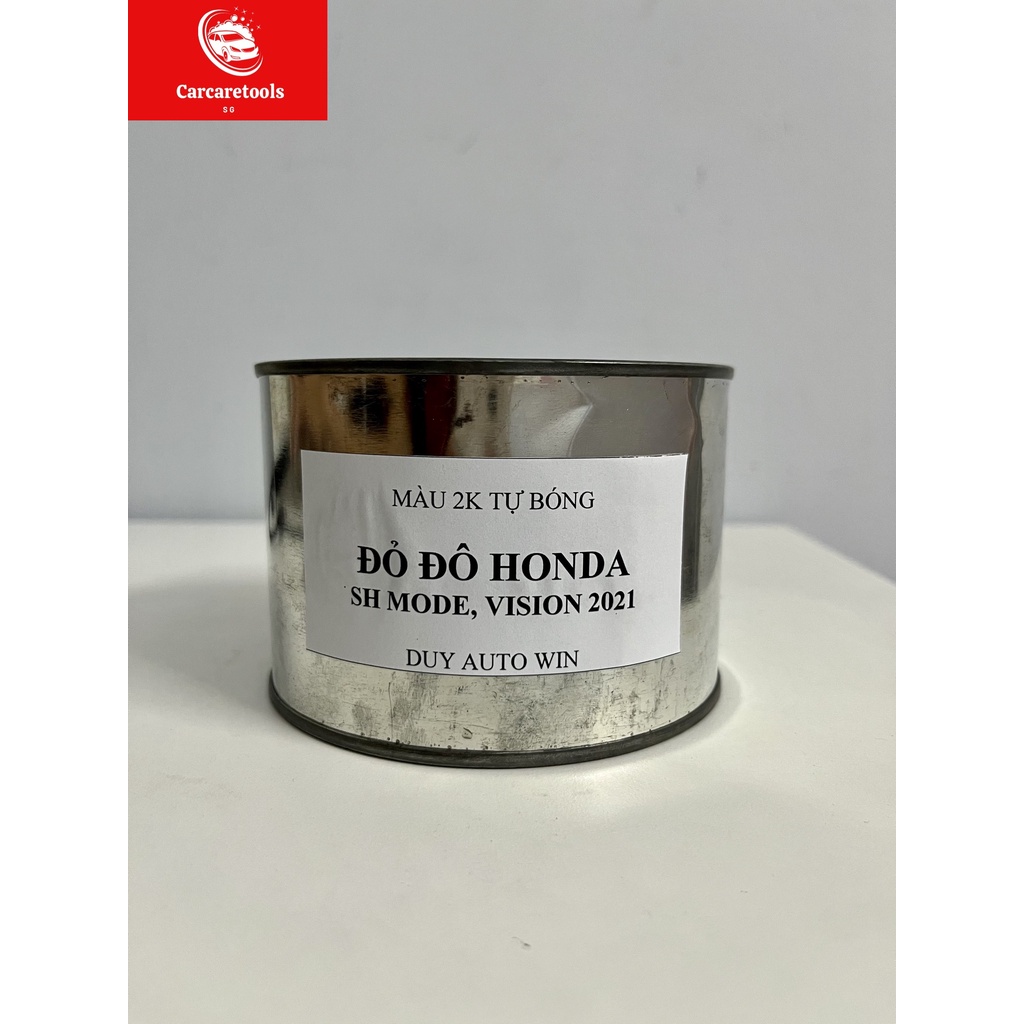 Carcaretools
SG
MÀU 2K TỰ BÓNG
ĐỎ ĐÔ HONDA
SH MODE, VISION 2021
DUY AUTO WIN